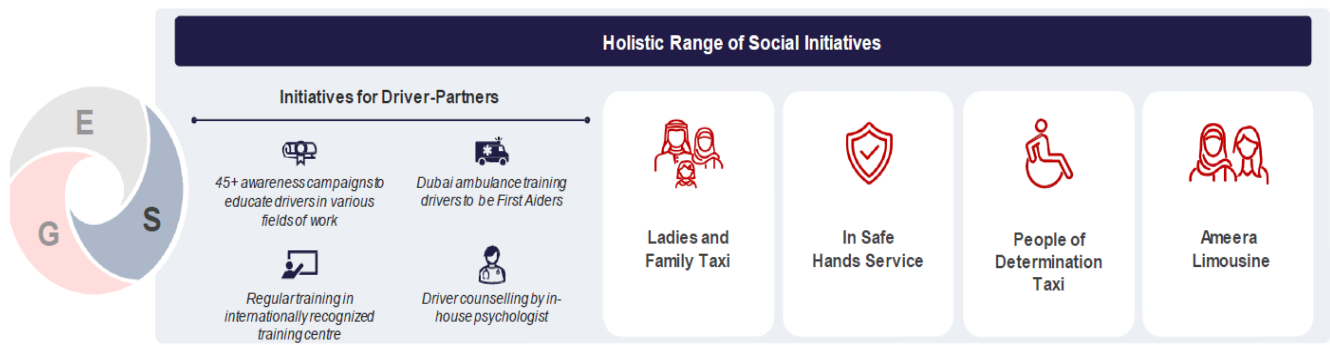 Holistic Range of Social Initiatives
E
G
S
Initiatives for Driver-Partners
45+ awareness campaigns to
educate drivers in various
fields of work
Dubai ambulance training
drivers to be First Aiders
Regular training in
internationally recognized
training centre
Driver counselling by in-
house psychologist
Ladies and
Family Taxi
In Safe
Hands Service
People of
Determination
Taxi
Ameera
Limousine